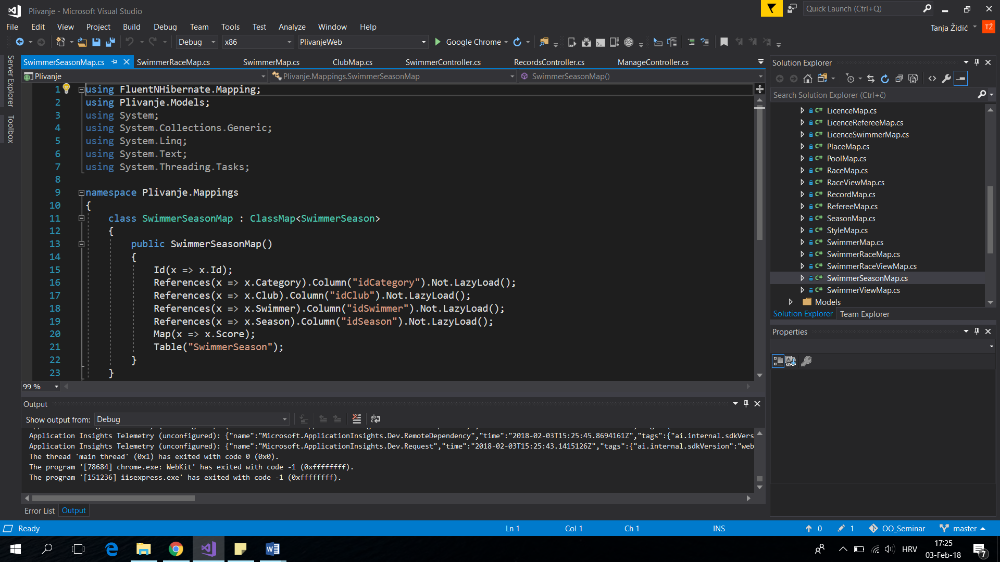 Plivanje - Microsoft Visual Studio
Quick Launch (Ctrl+Q)
File Edit View Project Build Debug Team Tools Test Analyze Window Help
Tanja Židić TŽ
Debug x86 PlivanjeWeb Google Chrome
Server Explorer
Toolbox
SwimmerSeasonMap.cs SwimmerRaceMap.cs SwimmerMap.cs ClubMap.cs SwimmerController.cs RecordsController.cs ManageController.cs
Plivanje Plivanje.Mappings.SwimmerSeasonMap SwimmerSeasonMap()
1 using FluentNHibernate.Mapping;
2 using Plivanje.Models;
3 using System;
4 using System.Collections.Generic;
5 using System.Linq;
6 using System.Text;
7 using System.Threading.Tasks;
8
9 namespace Plivanje.Mappings
10 {
11 class SwimmerSeasonMap : ClassMap<SwimmerSeason>
12 {
13 public SwimmerSeasonMap()
14 {
15 Id(x => x.Id);
16 References(x => x.Category).Column("idCategory").Not.LazyLoad();
17 References(x => x.Club).Column("idClub").Not.LazyLoad();
18 References(x => x.Swimmer).Column("idSwimmer").Not.LazyLoad();
19 References(x => x.Season).Column("idSeason").Not.LazyLoad();
20 Map(x => x.Score);
21 Table("SwimmerSeason");
22 }
23 }
99 %
Output
Show output from: Debug
Application Insights Telemetry (unconfigured): {"name":"Microsoft.ApplicationInsights.Dev.RemoteDependency","time":"2018-02-03T15:25:45.8694161Z","tags":{"ai.internal.sdkVers
Application Insights Telemetry (unconfigured): {"name":"Microsoft.ApplicationInsights.Dev.Request","time":"2018-02-03T15:25:43.1415126Z","tags":{"ai.internal.sdkVersion":"web
The thread 'main thread' (0x1) has exited with code 0 (0x0).
The program '[78684] chrome.exe: WebKit' has exited with code -1 (0xffffffff).
The program '[151236] iisexpress.exe' has exited with code -1 (0xffffffff).
Error List Output
Solution Explorer
Search Solution Explorer (Ctrl+č)
C# LicenceMap.cs
C# LicenceRefereeMap.cs
C# LicenceSwimmerMap.cs
C# PlaceMap.cs
C# PoolMap.cs
C# RaceMap.cs
C# RaceViewMap.cs
C# RecordMap.cs
C# RefereeMap.cs
C# SeasonMap.cs
C# StyleMap.cs
C# SwimmerMap.cs
C# SwimmerRaceMap.cs
C# SwimmerRaceViewMap.cs
C# SwimmerSeasonMap.cs
C# SwimmerViewMap.cs
Models
Solution Explorer Team Explorer
Properties
Ready Ln 1 Col 1 Ch 1 INS 0 1 OO_Seminar master
HRV 17:25
03-Feb-18 7